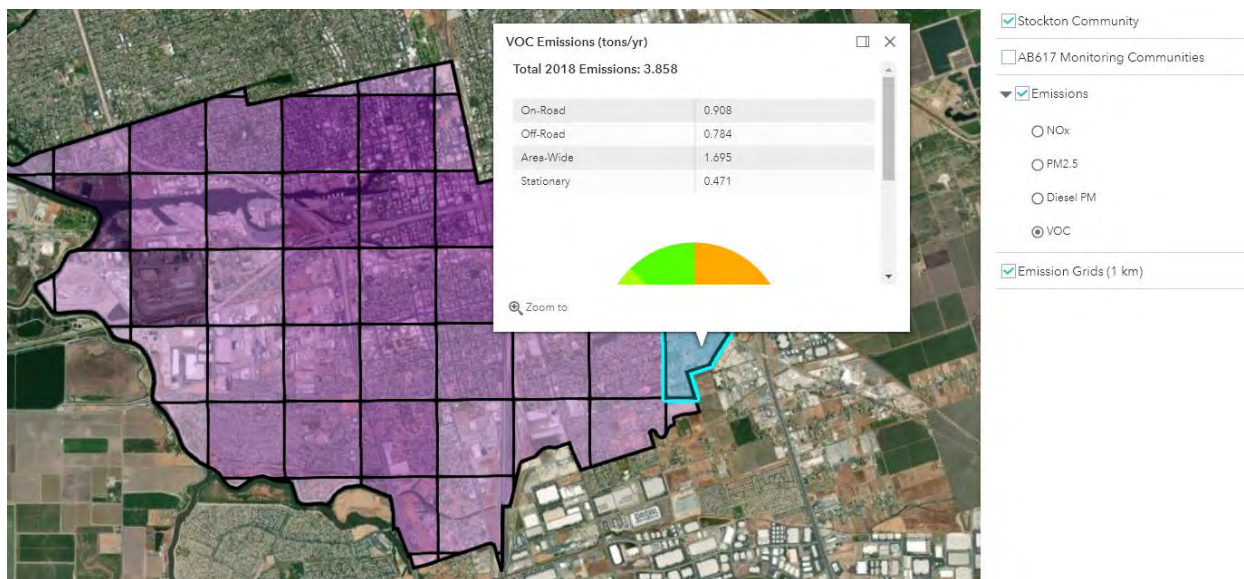 VOC Emissions (tons/yr)
Total 2018 Emissions: 3.858
On-Road 0.908
Off-Road 0.784
Area-Wide 1.695
Stationary 0.471
Zoom to
Stockton Community
AB617 Monitoring Communities
Emissions
NOx
PM2.5
Diesel PM
VOC
Emission Grids (1 km)